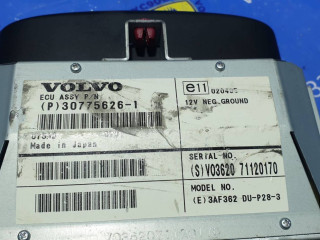 VOLVO
ECU ASSY P/N
(P)30775626-1
Made in Japan
e11
12V NEG.GROUND
SERIAL NO.
(S)V03620 71120170
MODEL NO.
(E)3AF362 DU-P28-3